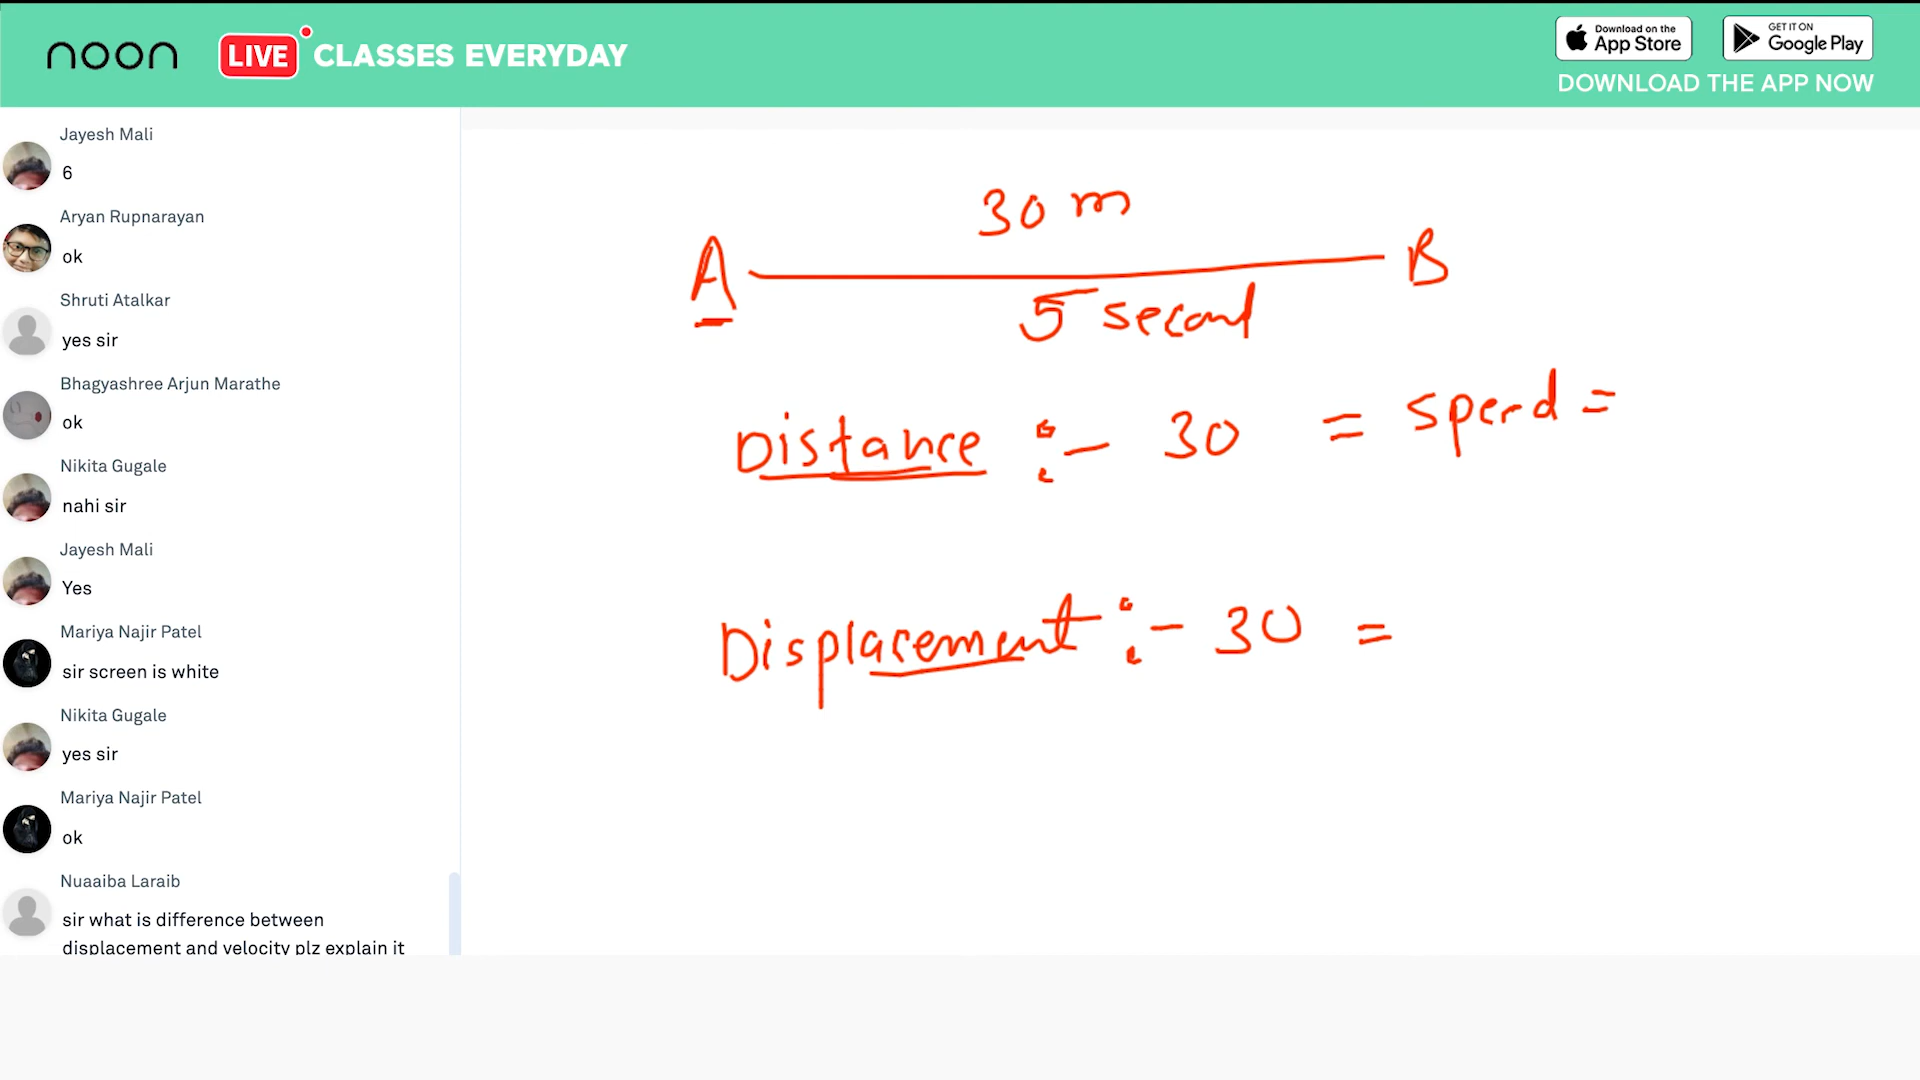 noon
LIVE CLASSES EVERYDAY
Download on the
App Store
GET IT ON
Google Play
DOWNLOAD THE APP NOW
Jayesh Mali
6
Aryan Rupnarayan
ok
Shruti Atalkar
yes sir
Bhagyashree Arjun Marathe
ok
Nikita Gugale
nahi sir
Jayesh Mali
Yes
Mariya Najir Patel
sir screen is white
Nikita Gugale
yes sir
Mariya Najir Patel
ok
Nuaaiba Laraib
sir what is difference between
displacement and velocity plz explain it
30 m
A B
5 second
Distance :- 30 = speed =
Displacement :- 30 =